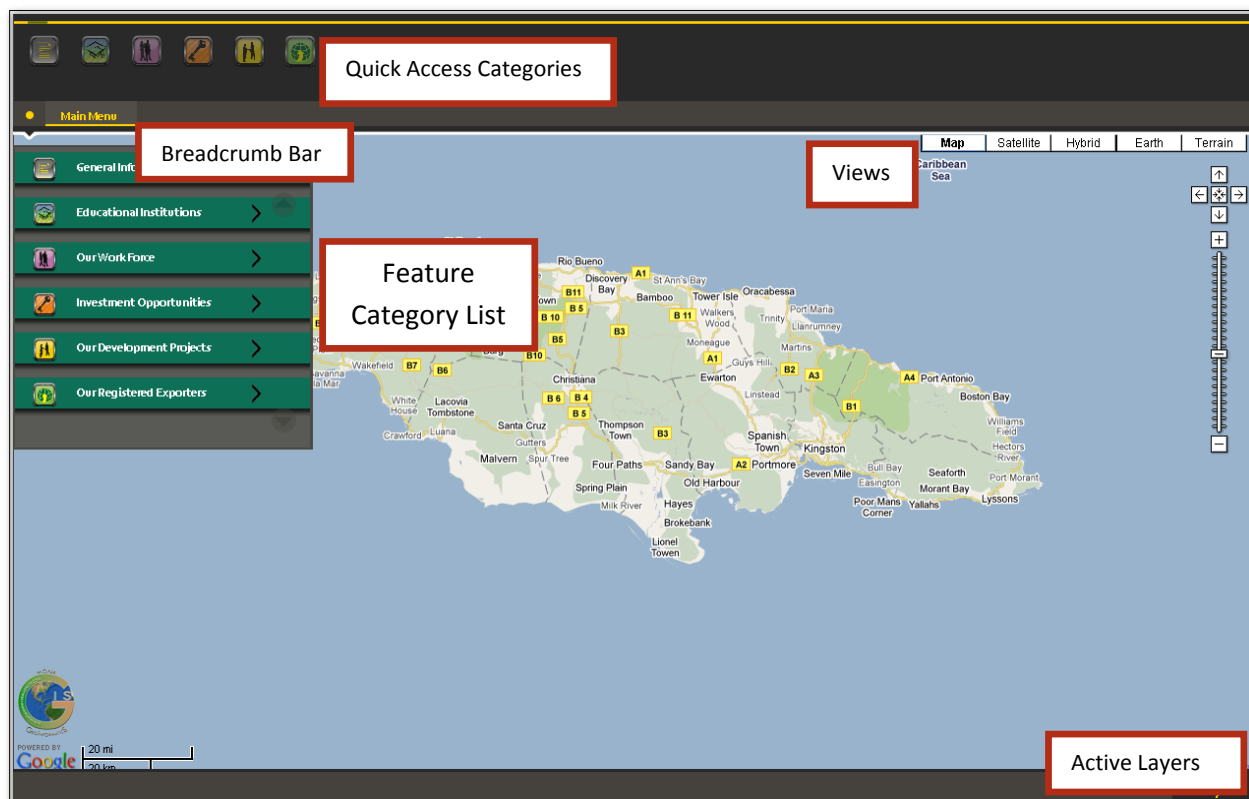 Quick Access Categories
Main Menu
Breadcrumb Bar
Views
Map
Satellite
Hybrid
Earth
Terrain
Caribbean
Sea
General
Educational Institutions
Our Work Force
Investment Opportunities
Our Development Projects
Our Registered Exporters
Feature
Category List
Rio Bueno
Discovery
Bay
A1
St Ann's Bay
B11
Bamboo
Tower Isle
Oracabessa
B 5
B 10
B 11
Walkers
Wood
Trinity
Port Maria
Llanrumney
B5
B3
Moneague
Martins
B10
A1
Guys Hill
Wakefield
B7
B6
Christiana
Ewarton
B2
A3
A4
Port Antonio
la Mar
White
House
Lacovia
Tombstone
B 6
B 4
B 5
Linstead
B1
Boston Bay
Crawford
Luana
Santa Cruz
Gutters
Thompson
Town
B3
Spanish
Town
Kingston
Williams
Field
Hectors
River
Malvern
Spur Tree
Four Paths
Sandy Bay
A2
Portmore
Seven Mile
Bull Bay
Easington
Seaforth
Port Morant
Spring Plain
Old Harbour
Morant Bay
Milk River
Hayes
Poor Mans
Corner
Yallahs
Lyssons
Brokebank
Lionel
Towen
GIS
POWERED BY
Google
20 mi
20 km
Active Layers